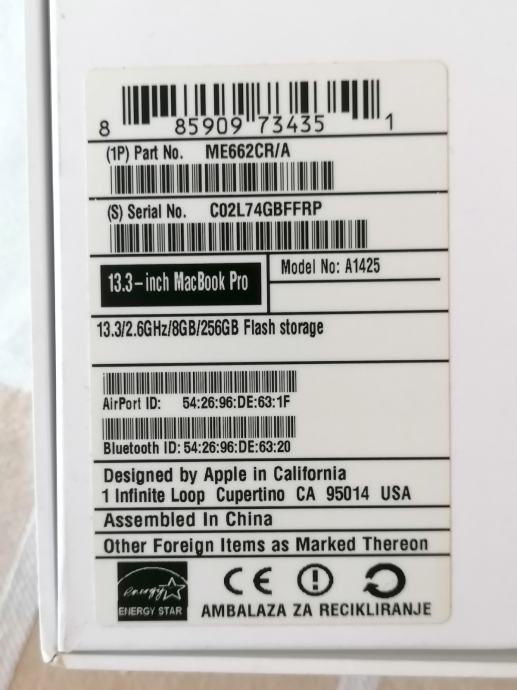 8 85909 73435 1
(1P) Part No. ME662CR/A
(S) Serial No. C02L74GBFFRP
13.3-inch MacBook Pro
Model No: A1425
13.3/2.6GHz/8GB/256GB Flash storage
AirPort ID: 54:26:96:DE:63:1F
Bluetooth ID: 54:26:96:DE:63:20
Designed by Apple in California
1 Infinite Loop Cupertino CA 95014 USA
Assembled In China
Other Foreign Items as Marked Thereon
energy
ENERGY STAR
CE
AMBALAZA ZA RECIKLIRANJE